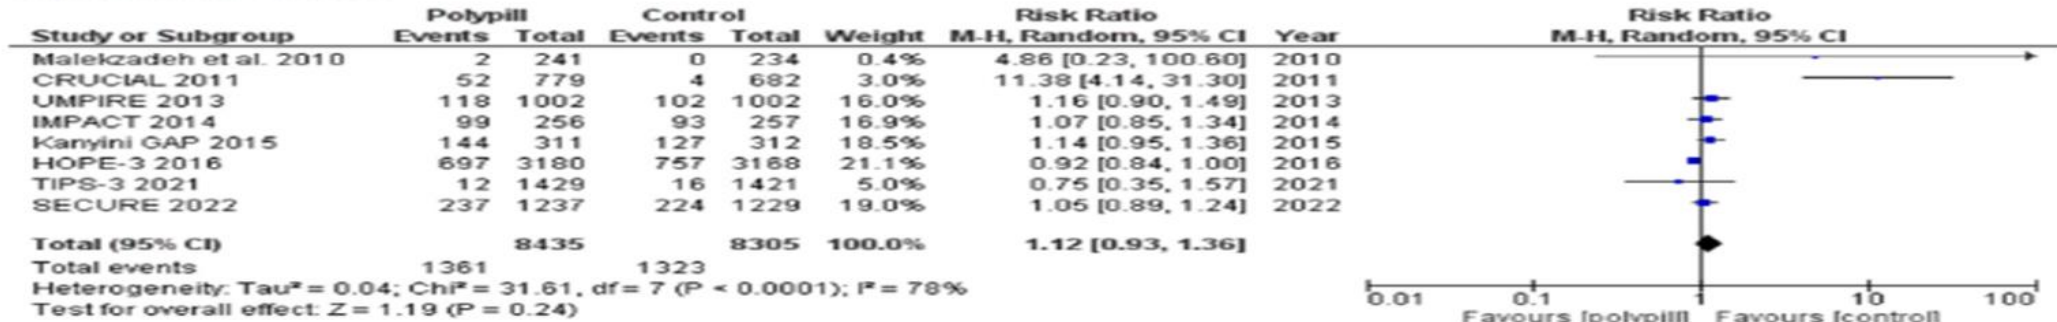 Polypill Control Risk Ratio Risk Ratio
Study or Subgroup Events Total Events Total Weight M-H, Random, 95% CI Year M-H, Random, 95% CI
Malekzadeh et al. 2010 2 241 0 234 0.4% 4.86 [0.23, 100.60] 2010
CRUCIAL 2011 52 779 4 682 3.0% 11.38 [4.14, 31.30] 2011
UMPIRE 2013 118 1002 102 1002 16.0% 1.16 [0.90, 1.49] 2013
IMPACT 2014 99 256 93 257 16.9% 1.07 [0.85, 1.34] 2014
Kanyini GAP 2015 144 311 127 312 18.5% 1.14 [0.95, 1.36] 2015
HOPE-3 2016 697 3180 757 3168 21.1% 0.92 [0.84, 1.00] 2016
TIPS-3 2021 12 1429 16 1421 5.0% 0.75 [0.35, 1.57] 2021
SECURE 2022 237 1237 224 1229 19.0% 1.05 [0.89, 1.24] 2022
Total (95% CI) 8435 8305 100.0% 1.12 [0.93, 1.36]
Total events 1361 1323
Heterogeneity: Tau² = 0.04; Chi² = 31.61, df = 7 (P < 0.0001); I² = 78%
Test for overall effect: Z = 1.19 (P = 0.24)
0.01 0.1 1 10 100
Favours [polypill] Favours [control]